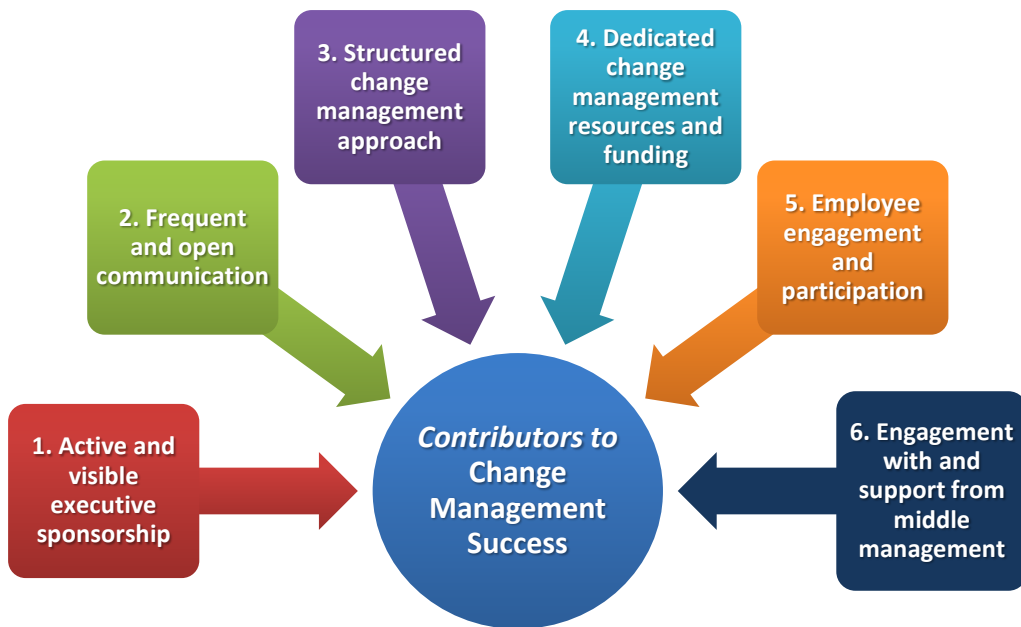 1. Active and
visible
executive
sponsorship
2. Frequent
and open
communication
3. Structured
change
management
approach
4. Dedicated
change
management
resources and
funding
5. Employee
engagement
and
participation
6. Engagement
with and
support from
middle
management
Contributors to
Change
Management
Success